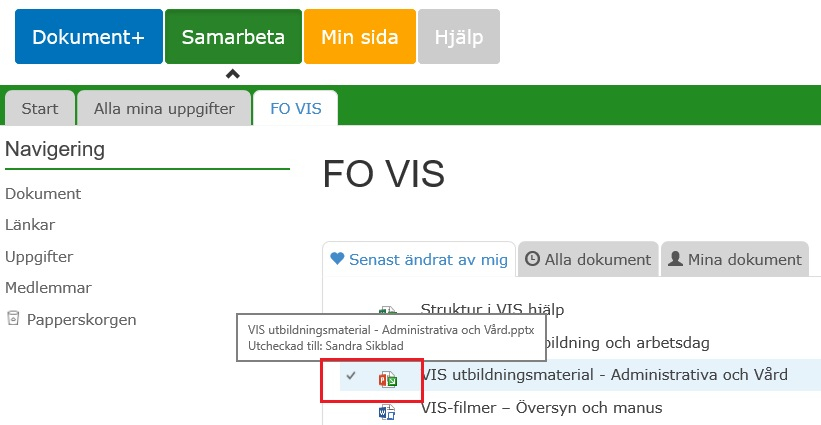 Dokument+ Samarbeta Min sida Hjälp
Start Alla mina uppgifter FO VIS
Navigering
Dokument
Länkar
Uppgifter
Medlemmar
Papperskorgen
FO VIS
Senast ändrat av mig Alla dokument Mina dokument
Struktur i VIS hjälp
VIS utbildningsmaterial - Administrativa och Vård.pptx
Utcheckad till: Sandra Sikblad
bildning och arbetsdag
VIS utbildningsmaterial - Administrativa och Vård
VIS-filmer – Översyn och manus